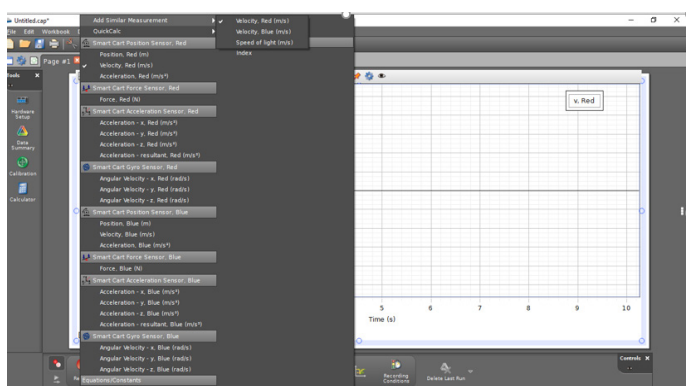 Untitled.cap*
File Edit Workbook
Page #1
Tools ×
Hardware Setup
Data Summary
Calibration
Calculator
Add Similar Measurement
QuickCalc
Smart Cart Position Sensor, Red
Position, Red (m)
✓ Velocity, Red (m/s)
Acceleration, Red (m/s²)
Smart Cart Force Sensor, Red
Force, Red (N)
Smart Cart Acceleration Sensor, Red
Acceleration - x, Red (m/s²)
Acceleration - y, Red (m/s²)
Acceleration - z, Red (m/s²)
Acceleration - resultant, Red (m/s²)
Smart Cart Gyro Sensor, Red
Angular Velocity - x, Red (rad/s)
Angular Velocity - y, Red (rad/s)
Angular Velocity - z, Red (rad/s)
Smart Cart Position Sensor, Blue
Position, Blue (m)
Velocity, Blue (m/s)
Acceleration, Blue (m/s²)
Smart Cart Force Sensor, Blue
Force, Blue (N)
Smart Cart Acceleration Sensor, Blue
Acceleration - x, Blue (m/s²)
Acceleration - y, Blue (m/s²)
Acceleration - z, Blue (m/s²)
Acceleration - resultant, Blue (m/s²)
Smart Cart Gyro Sensor, Blue
Angular Velocity - x, Blue (rad/s)
Angular Velocity - y, Blue (rad/s)
Angular Velocity - z, Blue (rad/s)
Equations/Constants
✓ Velocity, Red (m/s)
Velocity, Blue (m/s)
Speed of light (m/s)
Index
v, Red
5 6 7 8 9 10
Time (s)
Recording Conditions
Delete Last Run
Controls ×